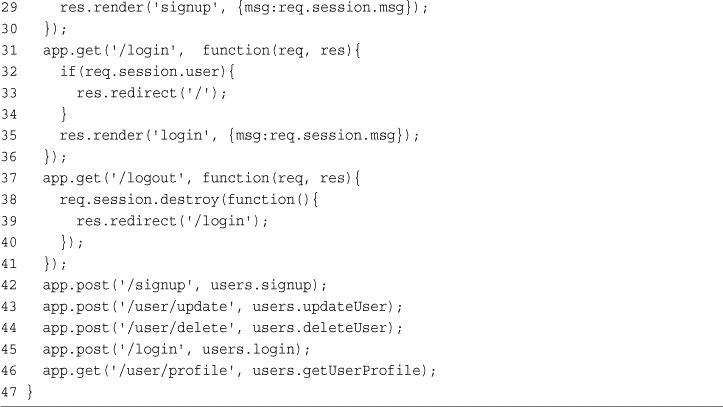 29     res.render('signup', {msg:req.session.msg});
30   });
31   app.get('/login',  function(req, res){
32     if(req.session.user){
33       res.redirect('/');
34     }
35     res.render('login', {msg:req.session.msg});
36   });
37   app.get('/logout', function(req, res){
38     req.session.destroy(function(){
39       res.redirect('/login');
40     });
41   });
42   app.post('/signup', users.signup);
43   app.post('/user/update', users.updateUser);
44   app.post('/user/delete', users.deleteUser);
45   app.post('/login', users.login);
46   app.get('/user/profile', users.getUserProfile);
47 }